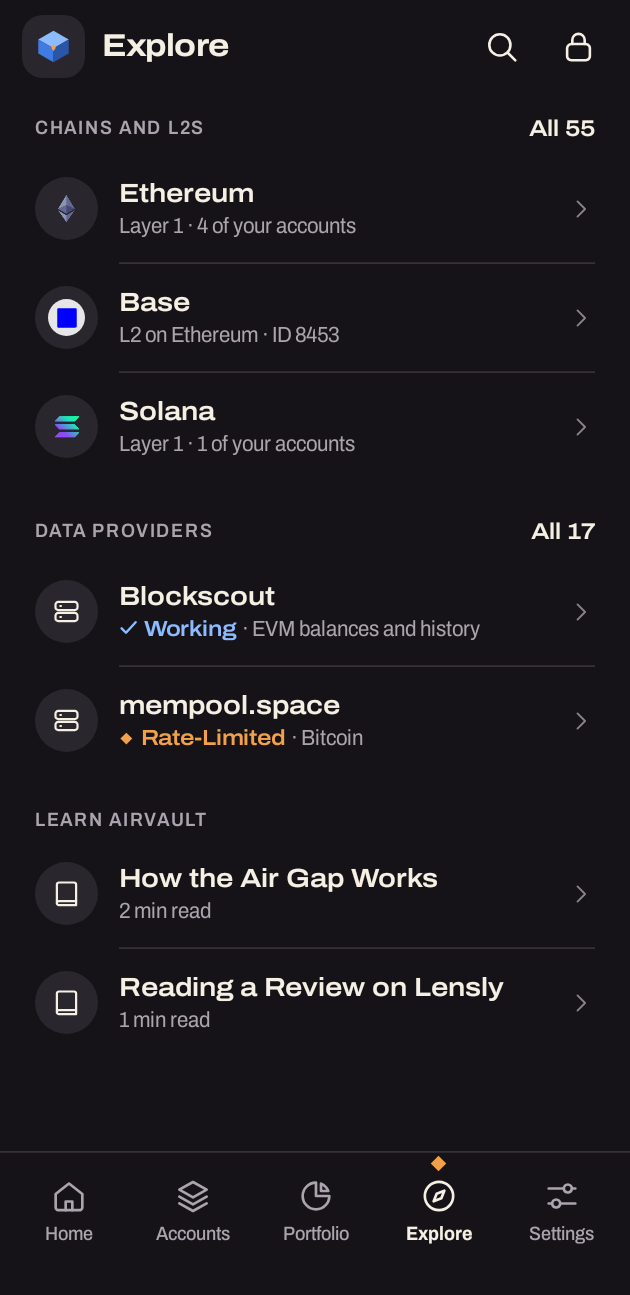 Explore
CHAINS AND L2S
All 55
Ethereum
Layer 1 · 4 of your accounts
Base
L2 on Ethereum · ID 8453
Solana
Layer 1 · 1 of your accounts
DATA PROVIDERS
All 17
Blockscout
Working · EVM balances and history
mempool.space
Rate-Limited · Bitcoin
LEARN AIRVAULT
How the Air Gap Works
2 min read
Reading a Review on Lensly
1 min read
Home
Accounts
Portfolio
Explore
Settings